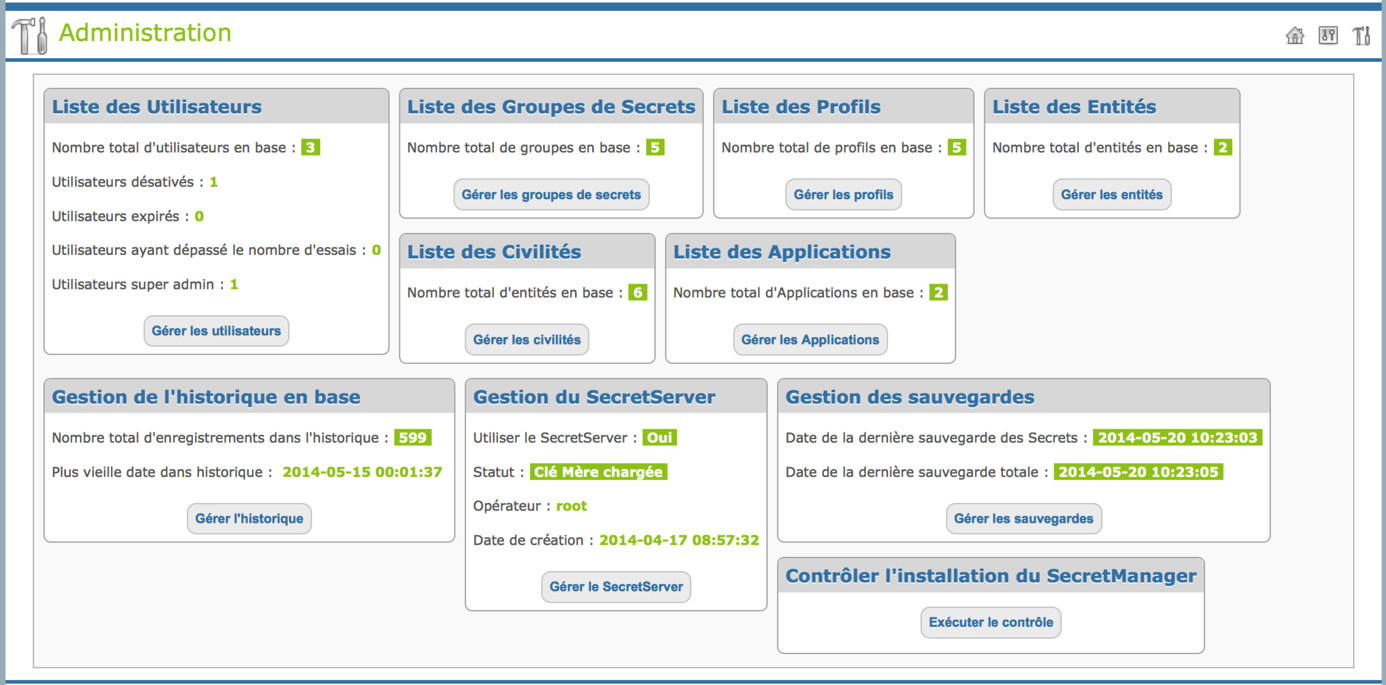 Administration
Liste des Utilisateurs
Nombre total d'utilisateurs en base : 3
Utilisateurs désativés : 1
Utilisateurs expirés : 0
Utilisateurs ayant dépassé le nombre d'essais : 0
Utilisateurs super admin : 1
Gérer les utilisateurs
Liste des Groupes de Secrets
Nombre total de groupes en base : 5
Gérer les groupes de secrets
Liste des Profils
Nombre total de profils en base : 5
Gérer les profils
Liste des Entités
Nombre total d'entités en base : 2
Gérer les entités
Liste des Civilités
Nombre total d'entités en base : 6
Gérer les civilités
Liste des Applications
Nombre total d'Applications en base : 2
Gérer les Applications
Gestion de l'historique en base
Nombre total d'enregistrements dans l'historique : 599
Plus vieille date dans historique : 2014-05-15 00:01:37
Gérer l'historique
Gestion du SecretServer
Utiliser le SecretServer : Oui
Statut : Clé Mère chargée
Opérateur : root
Date de création : 2014-04-17 08:57:32
Gérer le SecretServer
Gestion des sauvegardes
Date de la dernière sauvegarde des Secrets : 2014-05-20 10:23:03
Date de la dernière sauvegarde totale : 2014-05-20 10:23:05
Gérer les sauvegardes
Contrôler l'installation du SecretManager
Exécuter le contrôle